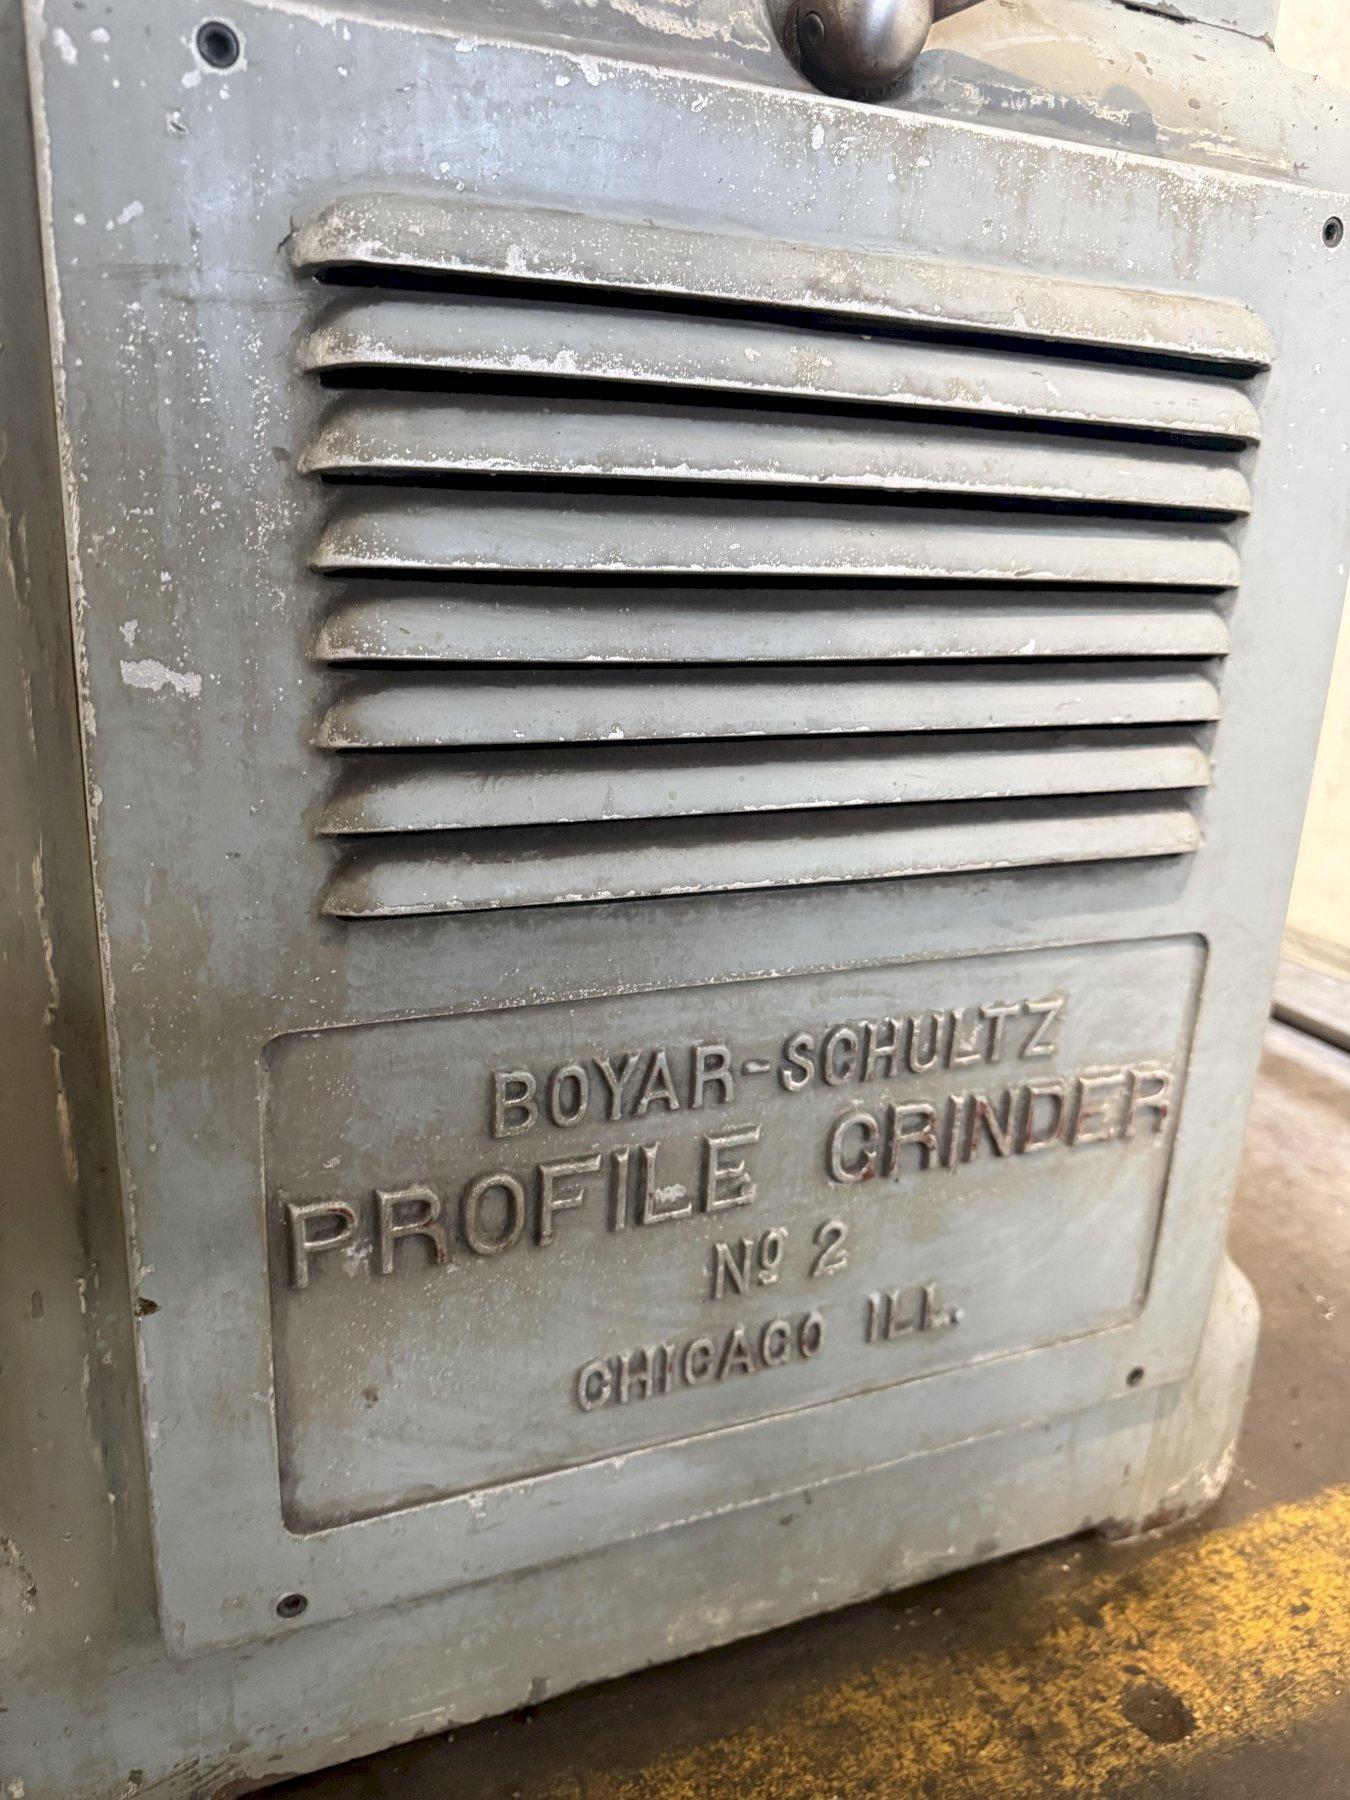 BOYAR-SCHULTZ
PROFILE GRINDER
Nº 2
CHICAGO ILL.